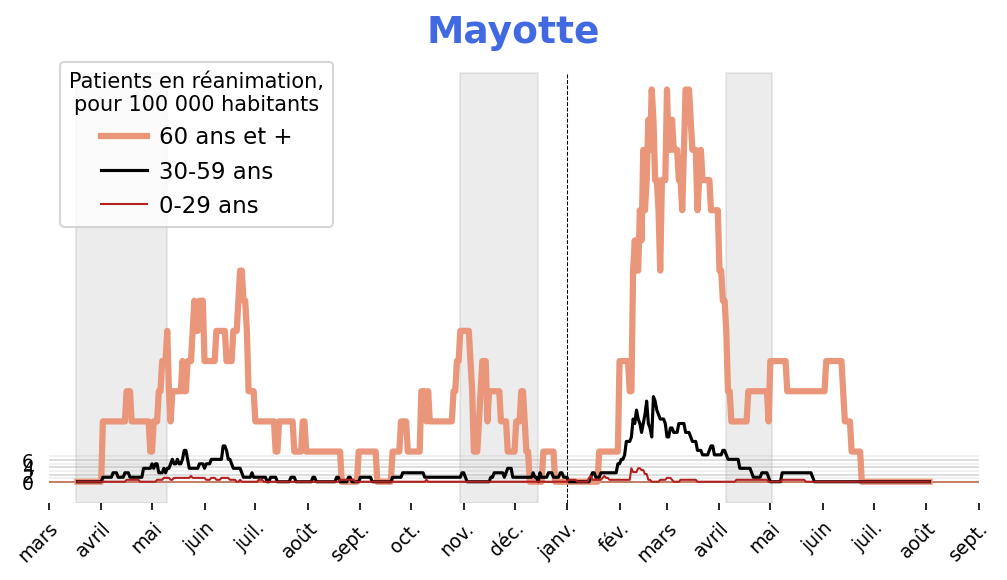 Mayotte
Patients en réanimation,
pour 100 000 habitants
60 ans et +
30-59 ans
0-29 ans
6
4
2
0
mars avril mai juin juil. août sept. oct. nov. déc. janv. fév. mars avril mai juin juil. août sept.